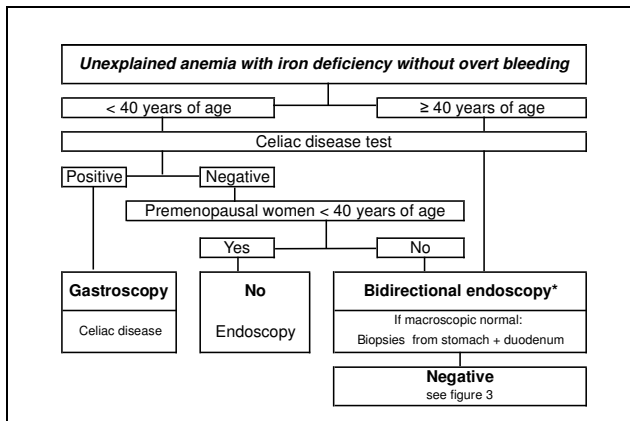 Unexplained anemia with iron deficiency without overt bleeding
< 40 years of age
≥ 40 years of age
Celiac disease test
Positive
Negative
Premenopausal women < 40 years of age
Yes
No
Gastroscopy
Celiac disease
No
Endoscopy
Bidirectional endoscopy*
If macroscopic normal:
Biopsies from stomach + duodenum
Negative
see figure 3